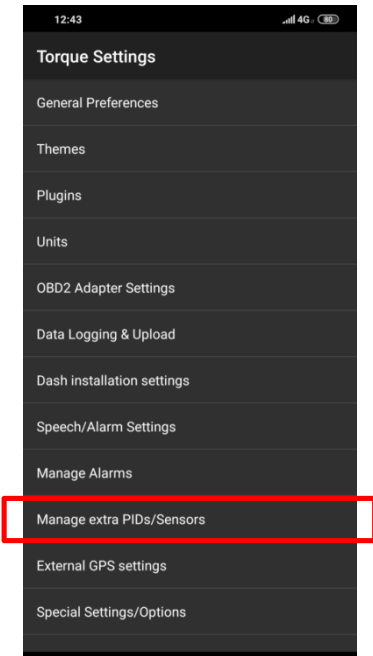 12:43 4G 80
Torque Settings
General Preferences
Themes
Plugins
Units
OBD2 Adapter Settings
Data Logging & Upload
Dash installation settings
Speech/Alarm Settings
Manage Alarms
Manage extra PIDs/Sensors
External GPS settings
Special Settings/Options